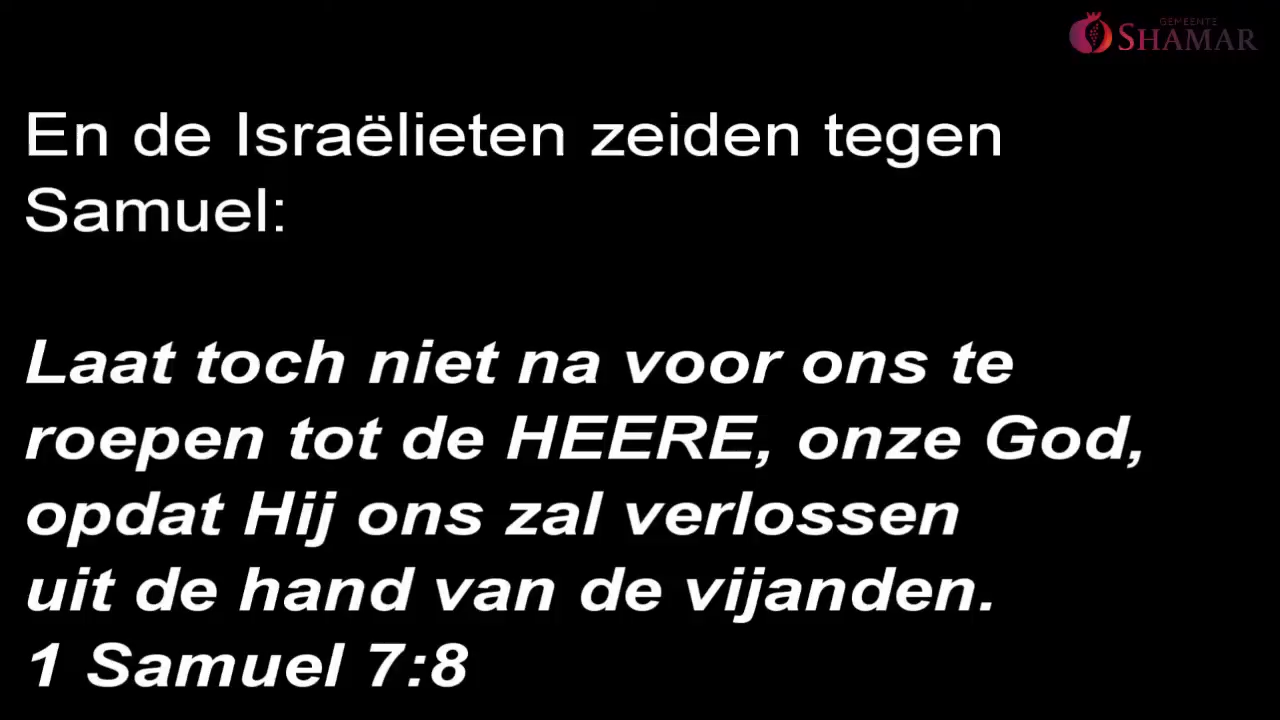 GEMEENTE
SHAMAR
En de Israëlieten zeiden tegen
Samuel:
Laat toch niet na voor ons te
roepen tot de HEERE, onze God,
opdat Hij ons zal verlossen
uit de hand van de vijanden.
1 Samuel 7:8